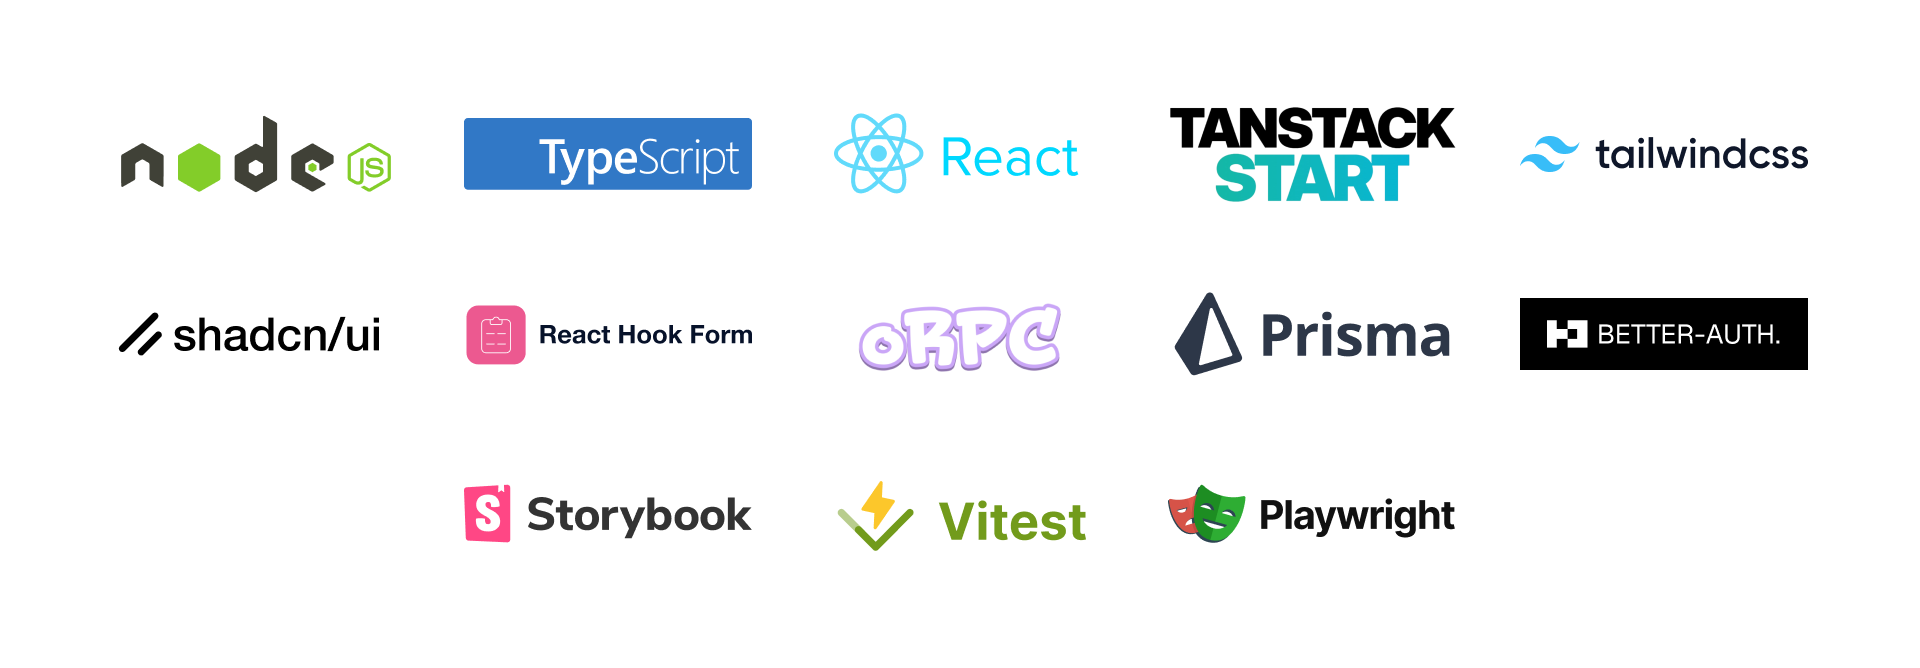 node JS
TypeScript
React
TANSTACK
START
tailwindcss
shadcn/ui
React Hook Form
oRPC
Prisma
BETTER-AUTH.
S Storybook
Vitest
Playwright